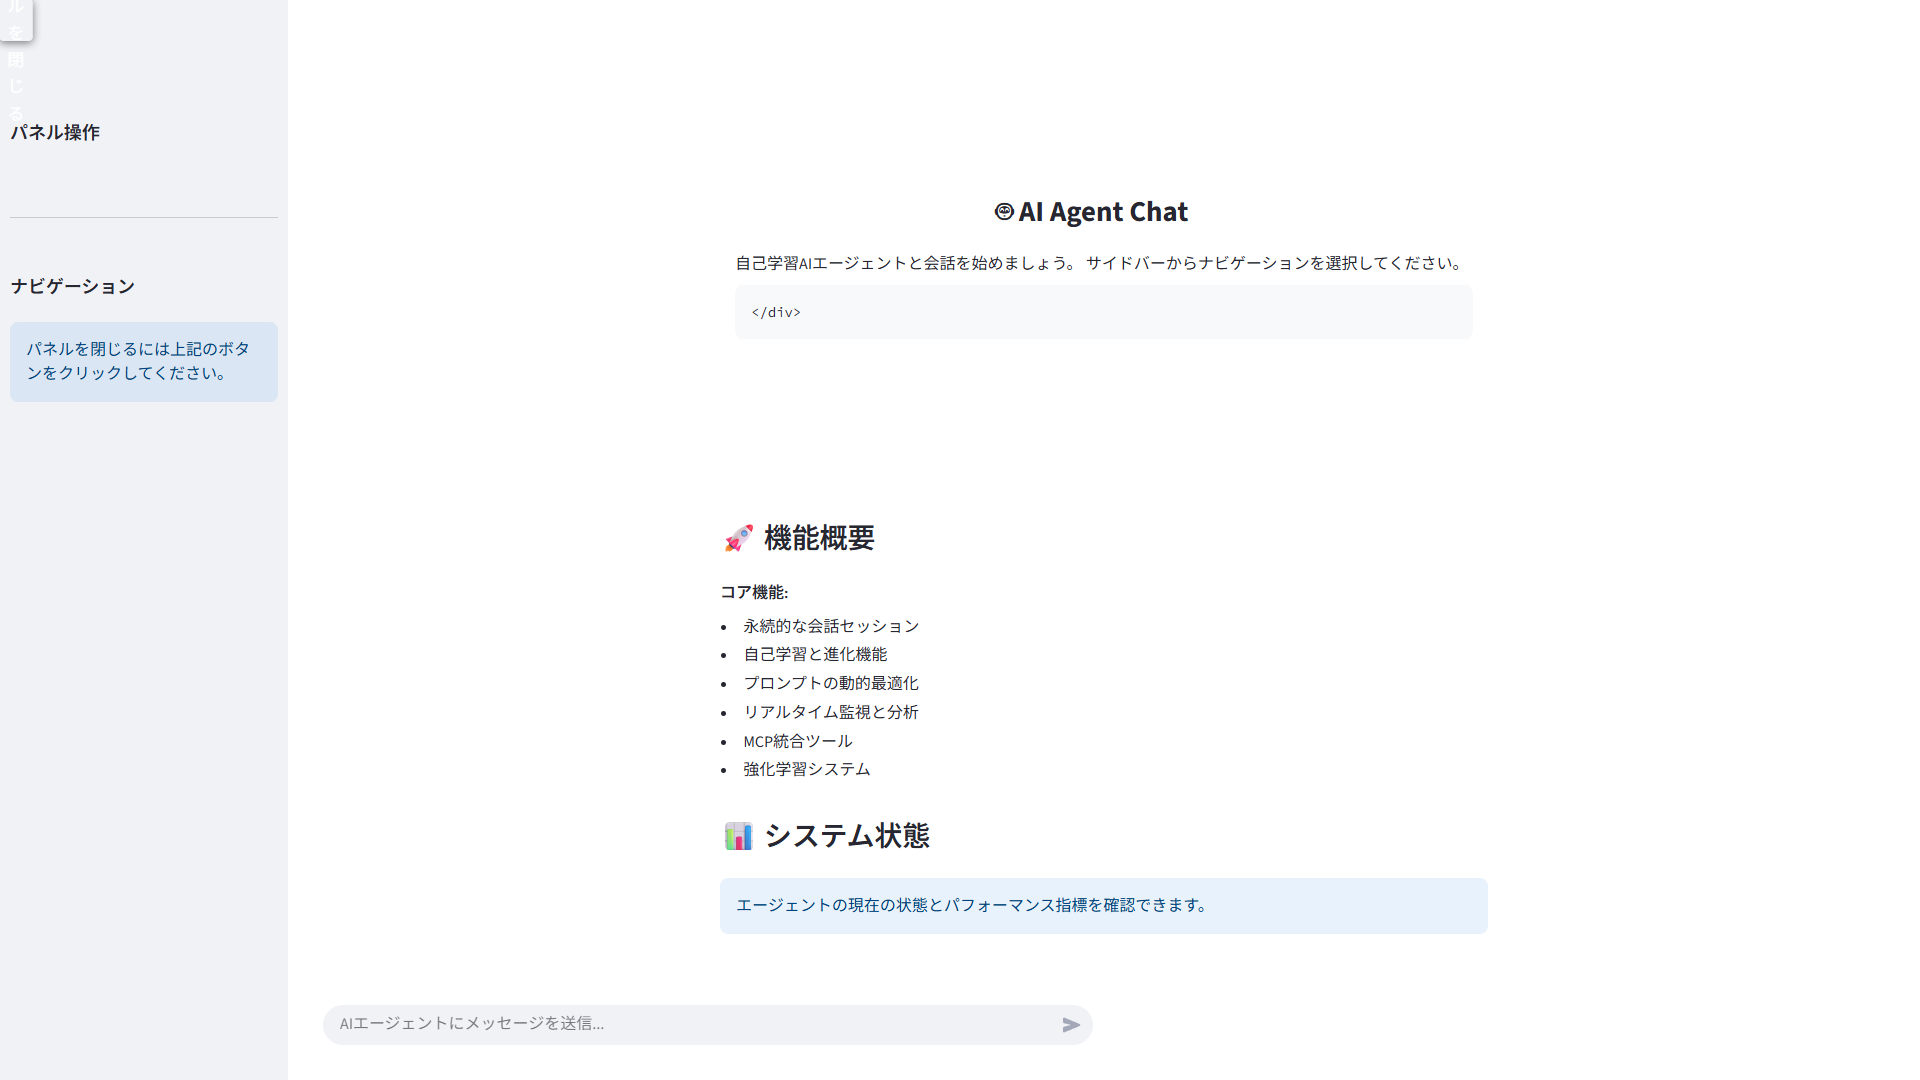 ルを閉じる
パネル操作
ナビゲーション
パネルを閉じるには上記のボタ
ンをクリックしてください。
AI Agent Chat
自己学習AIエージェントと会話を始めましょう。 サイドバーからナビゲーションを選択してください。
</div>
機能概要
コア機能:
• 永続的な会話セッション
• 自己学習と進化機能
• プロンプトの動的最適化
• リアルタイム監視と分析
• MCP統合ツール
• 強化学習システム
システム状態
エージェントの現在の状態とパフォーマンス指標を確認できます。
AIエージェントにメッセージを送信...